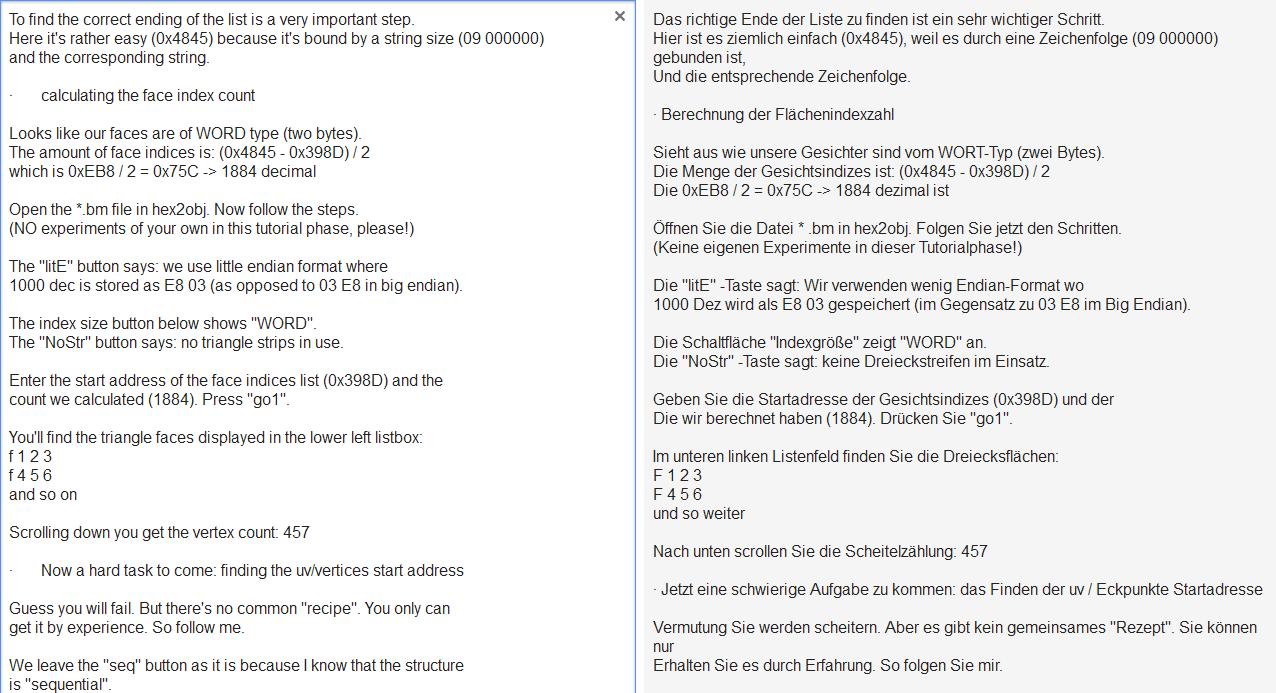 To find the correct ending of the list is a very important step.
Here it's rather easy (0x4845) because it's bound by a string size (09 000000)
and the corresponding string.
·       calculating the face index count
Looks like our faces are of WORD type (two bytes).
The amount of face indices is: (0x4845 - 0x398D) / 2
which is 0xEB8 / 2 = 0x75C -> 1884 decimal
Open the *.bm file in hex2obj. Now follow the steps.
(NO experiments of your own in this tutorial phase, please!)
The "litE" button says: we use little endian format where
1000 dec is stored as E8 03 (as opposed to 03 E8 in big endian).
The index size button below shows "WORD".
The "NoStr" button says: no triangle strips in use.
Enter the start address of the face indices list (0x398D) and the
count we calculated (1884). Press "go1".
You'll find the triangle faces displayed in the lower left listbox:
f 1 2 3
f 4 5 6
and so on
Scrolling down you get the vertex count: 457
·       Now a hard task to come: finding the uv/vertices start address
Guess you will fail. But there's no common "recipe". You only can
get it by experience. So follow me.
We leave the "seq" button as it is because I know that the structure
is "sequential".
Das richtige Ende der Liste zu finden ist ein sehr wichtiger Schritt.
Hier ist es ziemlich einfach (0x4845), weil es durch eine Zeichenfolge (09 000000)
gebunden ist,
Und die entsprechende Zeichenfolge.
· Berechnung der Flächenindexzahl
Sieht aus wie unsere Gesichter sind vom WORT-Typ (zwei Bytes).
Die Menge der Gesichtsindizes ist: (0x4845 - 0x398D) / 2
Die 0xEB8 / 2 = 0x75C -> 1884 dezimal ist
Öffnen Sie die Datei * .bm in hex2obj. Folgen Sie jetzt den Schritten.
(Keine eigenen Experimente in dieser Tutorialphase!)
Die "litE" -Taste sagt: Wir verwenden wenig Endian-Format wo
1000 Dez wird als E8 03 gespeichert (im Gegensatz zu 03 E8 im Big Endian).
Die Schaltfläche "Indexgröße" zeigt "WORD" an.
Die "NoStr" -Taste sagt: keine Dreieckstreifen im Einsatz.
Geben Sie die Startadresse der Gesichtsindizes (0x398D) und der
Die wir berechnet haben (1884). Drücken Sie "go1".
Im unteren linken Listenfeld finden Sie die Dreiecksflächen:
F 1 2 3
F 4 5 6
und so weiter
Nach unten scrollen Sie die Scheitelzählung: 457
· Jetzt eine schwierige Aufgabe zu kommen: das Finden der uv / Eckpunkte Startadresse
Vermutung Sie werden scheitern. Aber es gibt kein gemeinsames "Rezept". Sie können
nur
Erhalten Sie es durch Erfahrung. So folgen Sie mir.